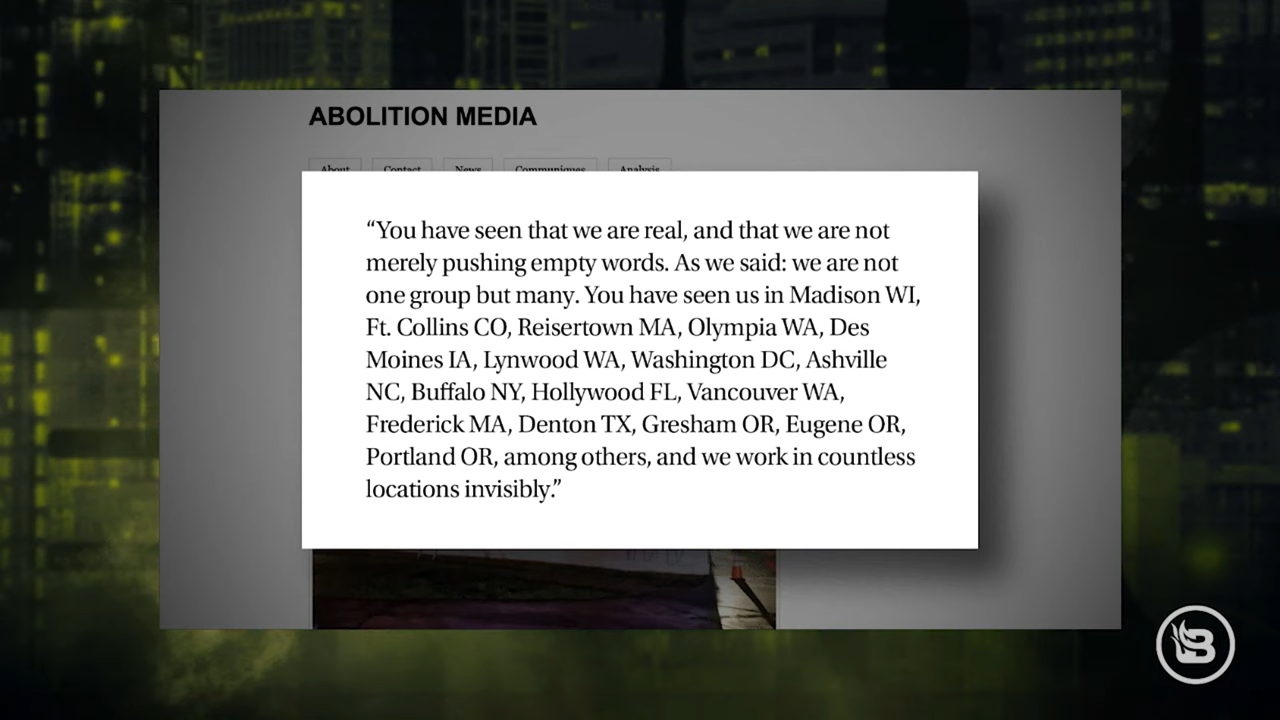 ABOLITION MEDIA
About Contact News Communiques Analysis
“You have seen that we are real, and that we are not
merely pushing empty words. As we said: we are not
one group but many. You have seen us in Madison WI,
Ft. Collins CO, Reisertown MA, Olympia WA, Des
Moines IA, Lynwood WA, Washington DC, Ashville
NC, Buffalo NY, Hollywood FL, Vancouver WA,
Frederick MA, Denton TX, Gresham OR, Eugene OR,
Portland OR, among others, and we work in countless
locations invisibly.”
B